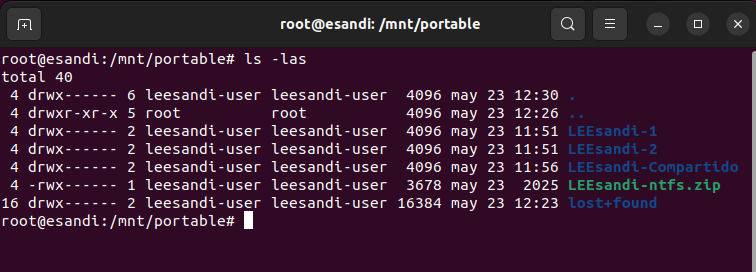 root@esandi: /mnt/portable
root@esandi:/mnt/portable# ls -las
total 40
 4 drwx------ 6 leesandi-user leesandi-user  4096 may 23 12:30 .
 4 drwxr-xr-x 5 root          root           4096 may 23 12:26 ..
 4 drwx------ 2 leesandi-user leesandi-user  4096 may 23 11:51 LEEsandi-1
 4 drwx------ 2 leesandi-user leesandi-user  4096 may 23 11:51 LEEsandi-2
 4 drwx------ 2 leesandi-user leesandi-user  4096 may 23 11:56 LEEsandi-Compartido
 4 -rwx------ 1 leesandi-user leesandi-user  3678 may 23  2025 LEEsandi-ntfs.zip
16 drwx------ 2 leesandi-user leesandi-user 16384 may 23 12:23 lost+found
root@esandi:/mnt/portable#